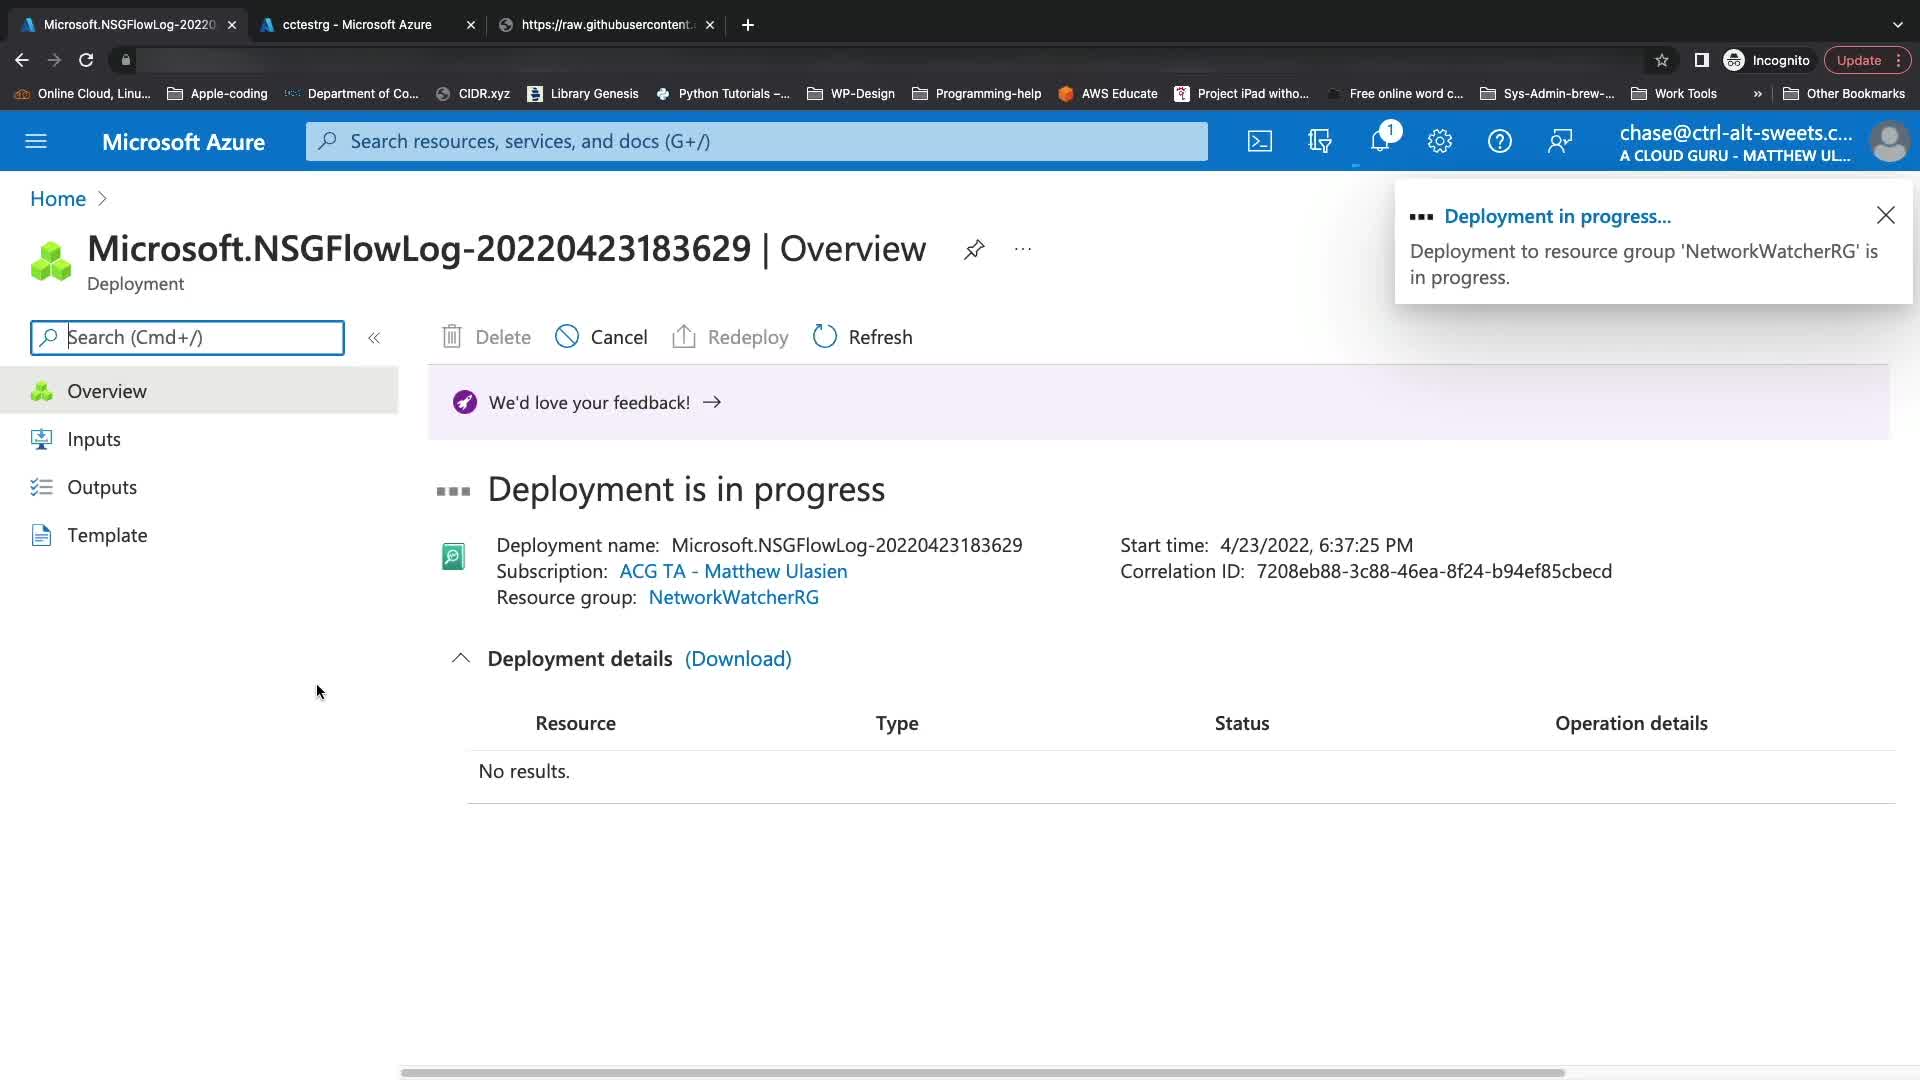 Microsoft.NSGFlowLog-20220
cctestrg - Microsoft Azure
https://raw.githubusercontent.
Incognito
Update
Online Cloud, Linu...
Apple-coding
Department of Co...
CIDR.xyz
Library Genesis
Python Tutorials –...
WP-Design
Programming-help
AWS Educate
Project iPad witho...
Free online word c...
Sys-Admin-brew-...
Work Tools
»
Other Bookmarks
Microsoft Azure
Search resources, services, and docs (G+/)
1
chase@ctrl-alt-sweets.c...
A CLOUD GURU - MATTHEW UL...
Home
Deployment in progress...
Deployment to resource group 'NetworkWatcherRG' is
in progress.
Microsoft.NSGFlowLog-20220423183629 | Overview
Deployment
Search (Cmd+/)
Delete
Cancel
Redeploy
Refresh
Overview
Inputs
Outputs
Template
We'd love your feedback!
Deployment is in progress
Deployment name: Microsoft.NSGFlowLog-20220423183629
Subscription: ACG TA - Matthew Ulasien
Resource group: NetworkWatcherRG
Start time: 4/23/2022, 6:37:25 PM
Correlation ID: 7208eb88-3c88-46ea-8f24-b94ef85cbecd
Deployment details (Download)
Resource Type Status Operation details
No results.